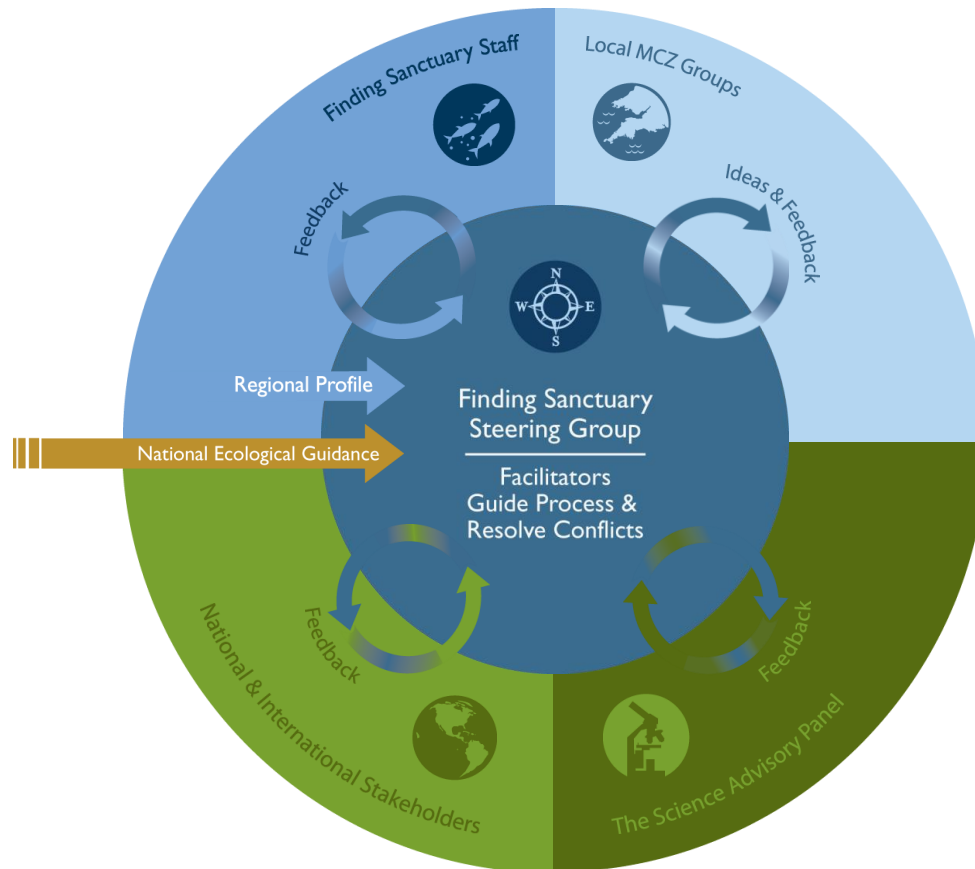 Finding Sanctuary Staff
Local MCZ Groups
Feedback
Ideas & Feedback
N
W
E
S
Regional Profile
National Ecological Guidance
Finding Sanctuary
Steering Group
Facilitators
Guide Process &
Resolve Conflicts
Feedback
Feedback
National & International Stakeholders
The Science Advisory Panel